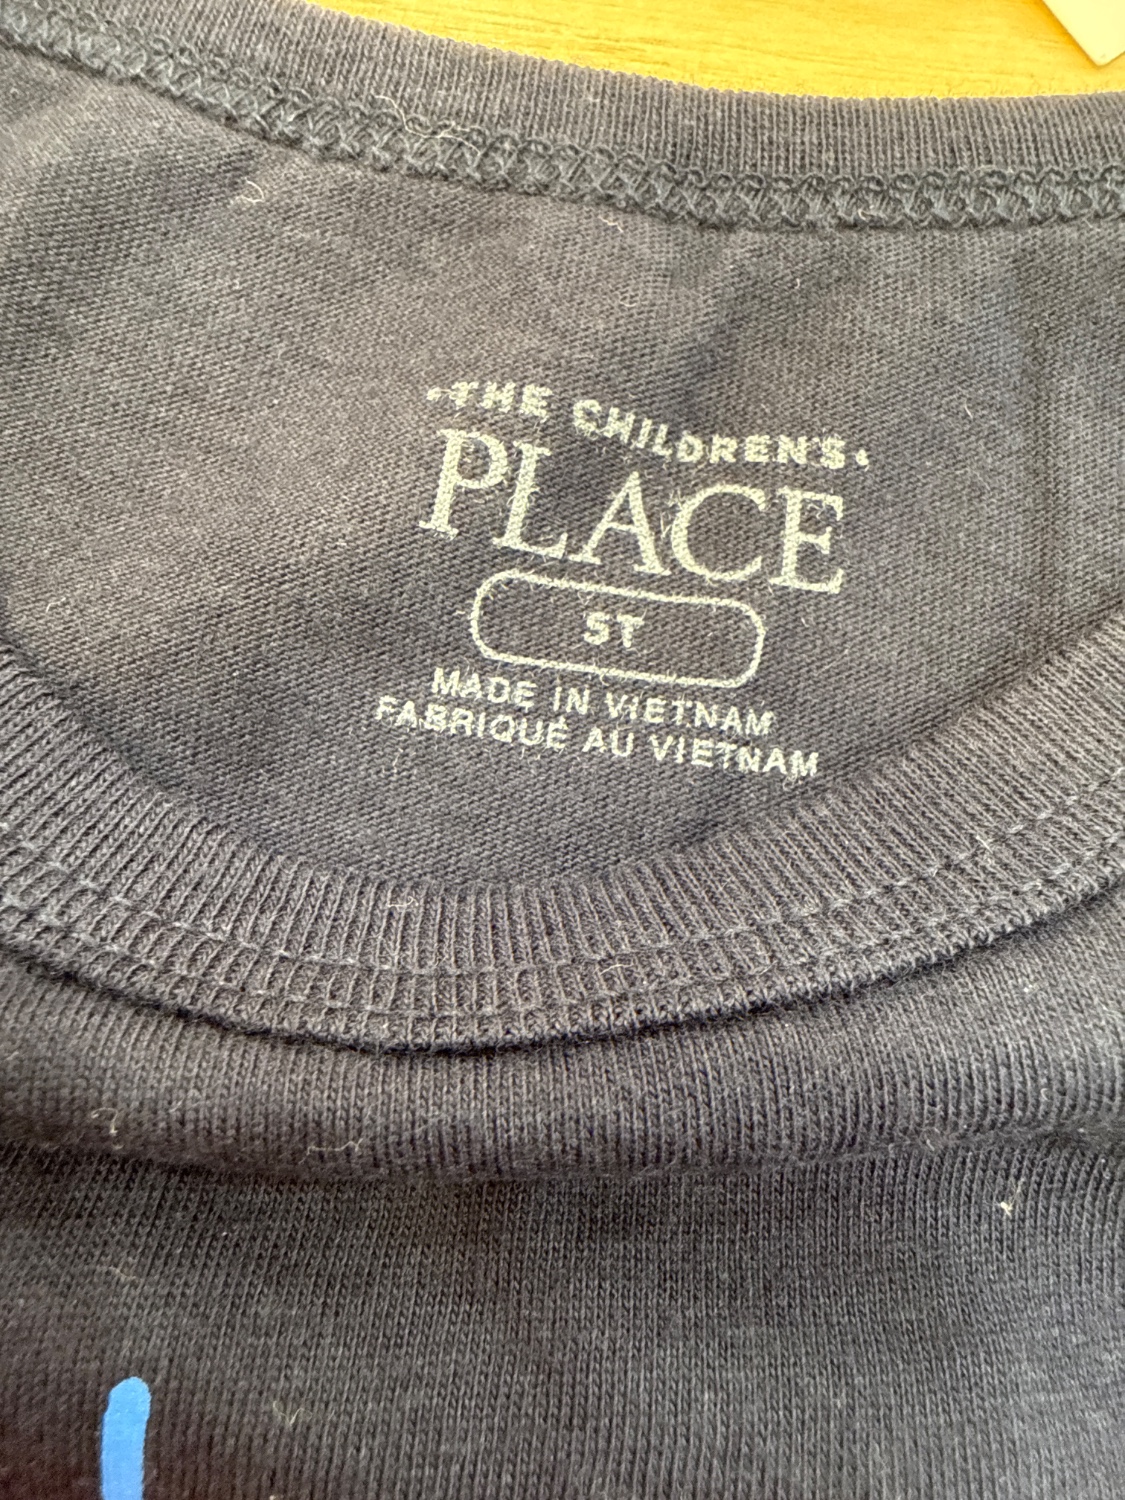 THE CHILDREN'S
PLACE
5T
MADE IN VIETNAM
FABRIQUÉ AU VIETNAM